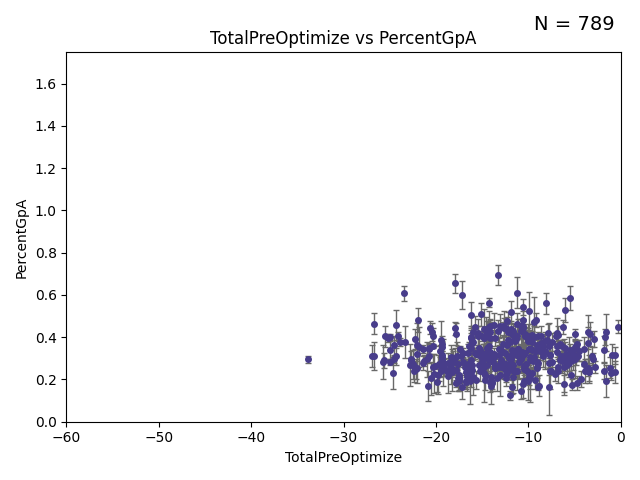 N = 789
TotalPreOptimize vs PercentGpA
1.6
1.4
1.2
1.0
0.8
0.6
0.4
0.2
0.0
PercentGpA
−60 −50 −40 −30 −20 −10 0
TotalPreOptimize